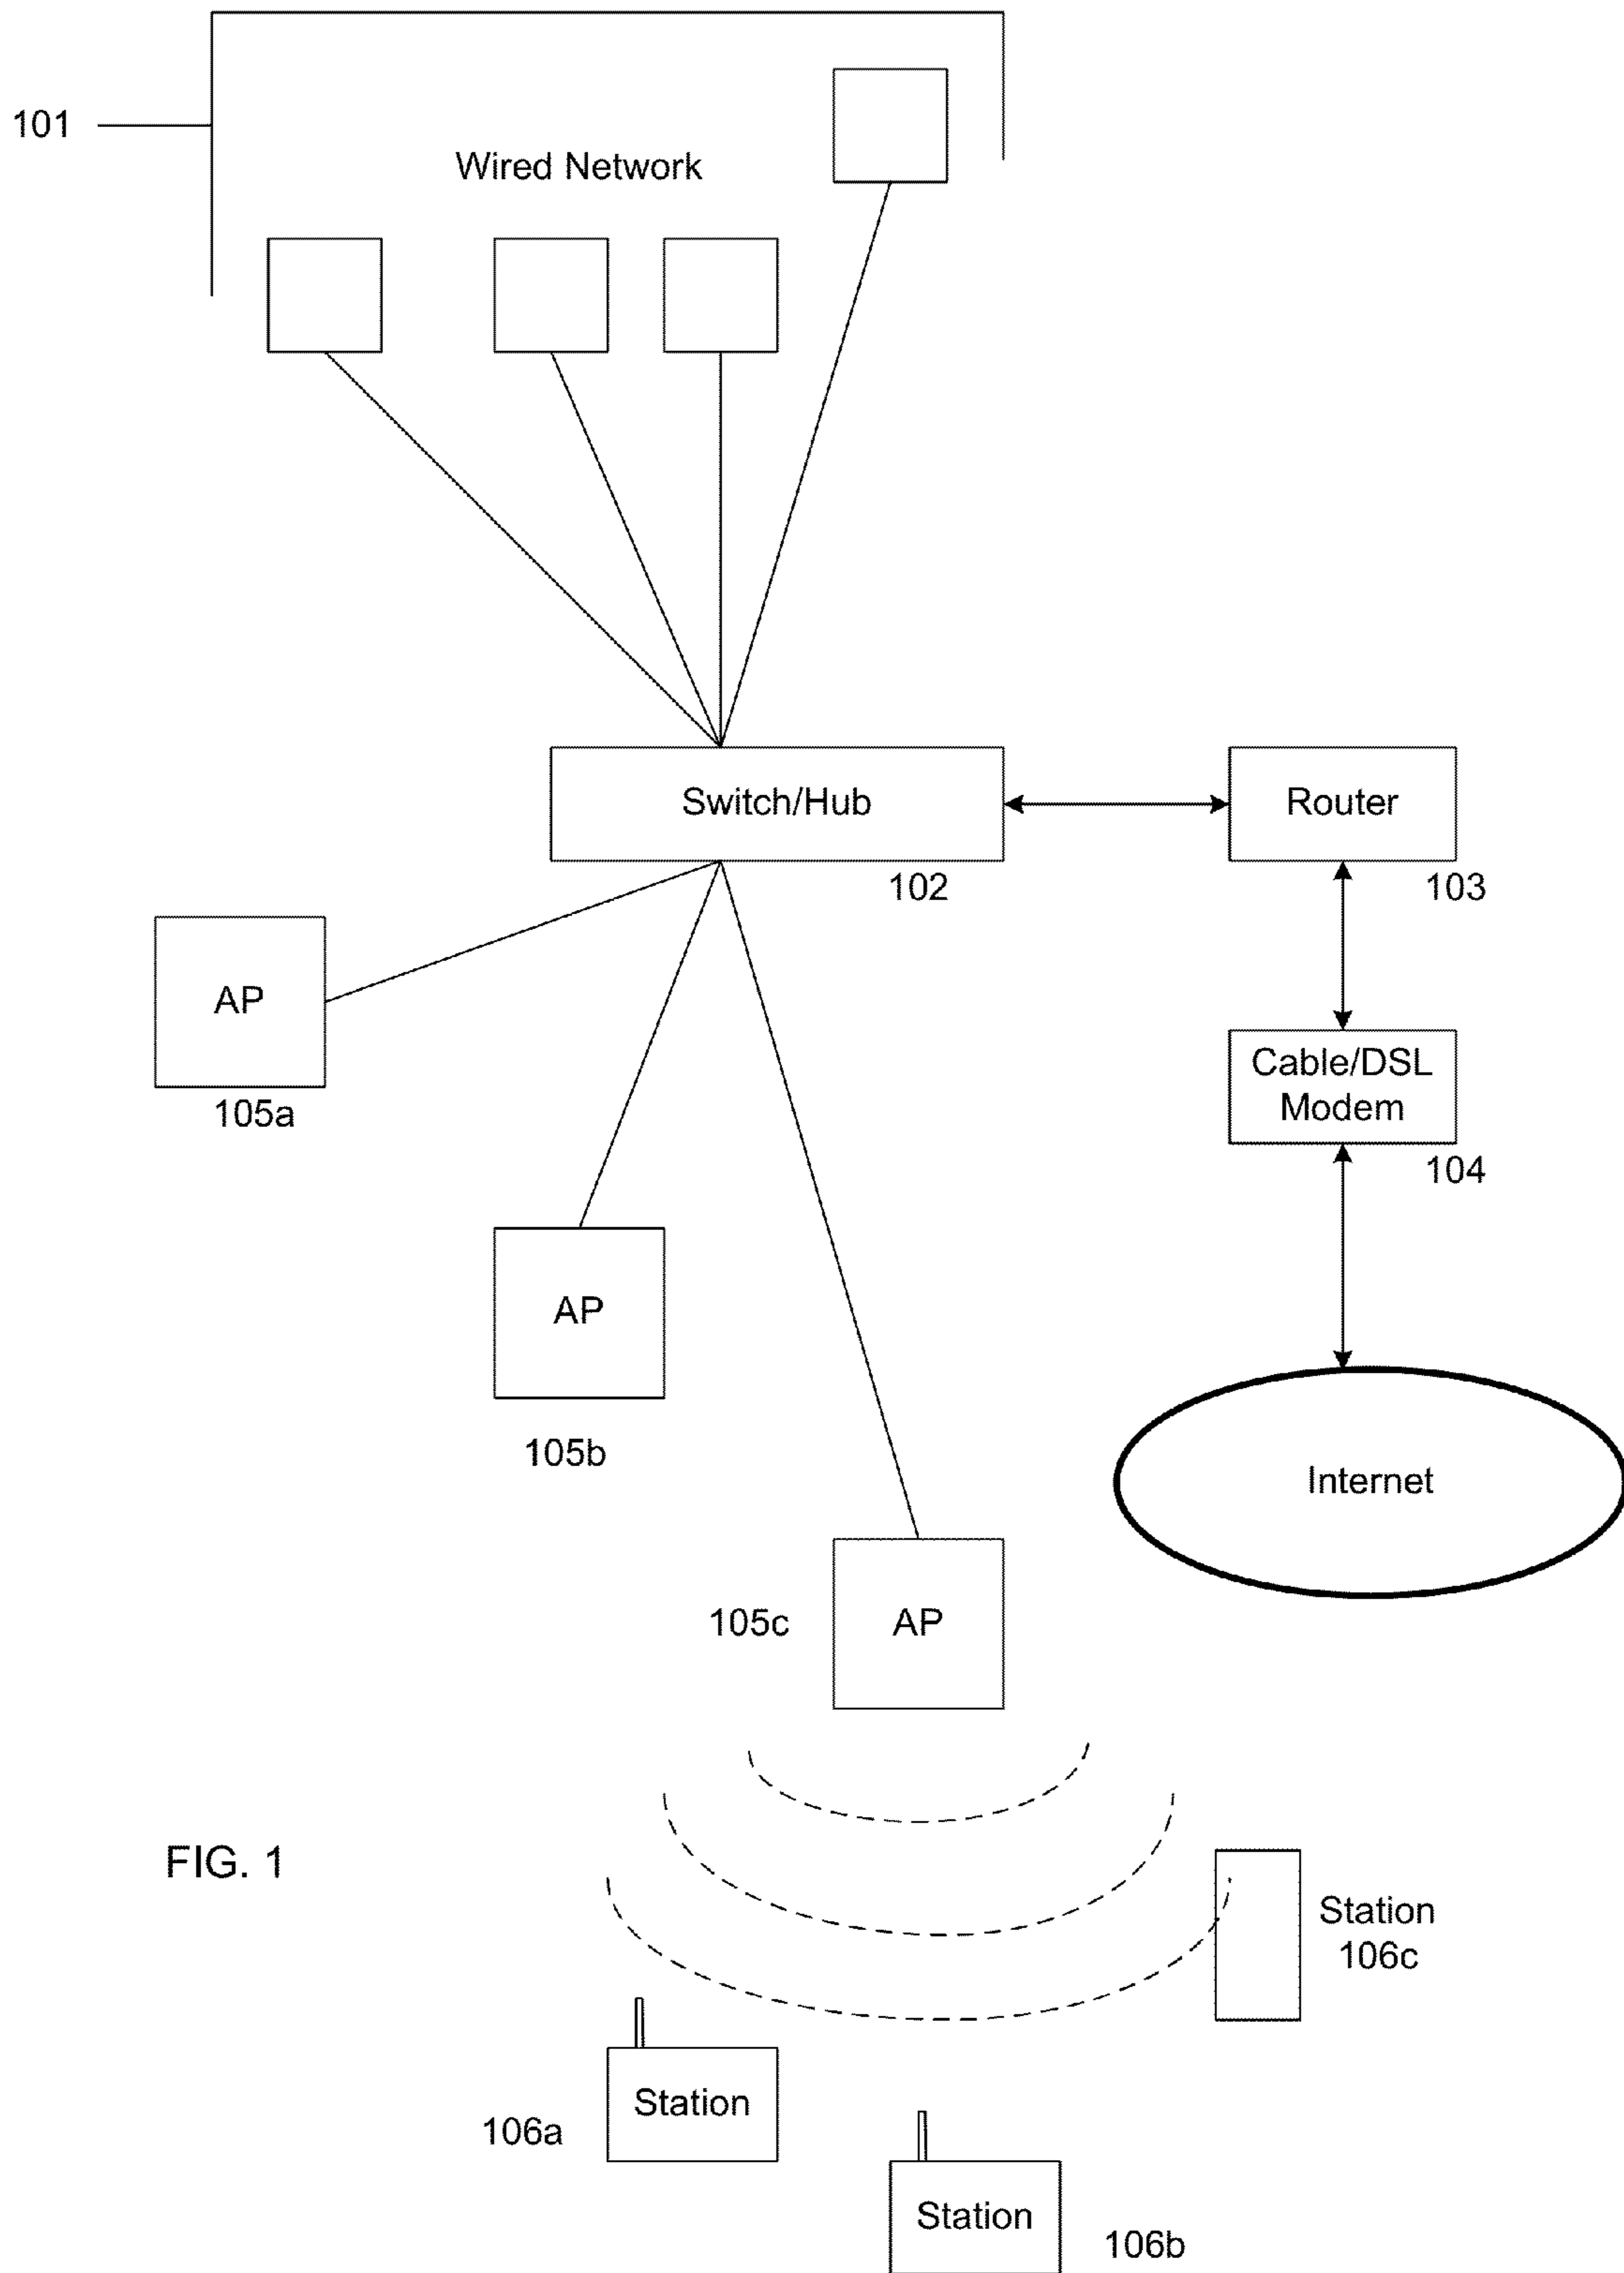 101
Wired Network
Switch/Hub
Router
102
103
AP
105a
Cable/DSL
Modem
104
AP
105b
Internet
105c
AP
FIG. 1
Station
106c
Station
106a
Station
106b